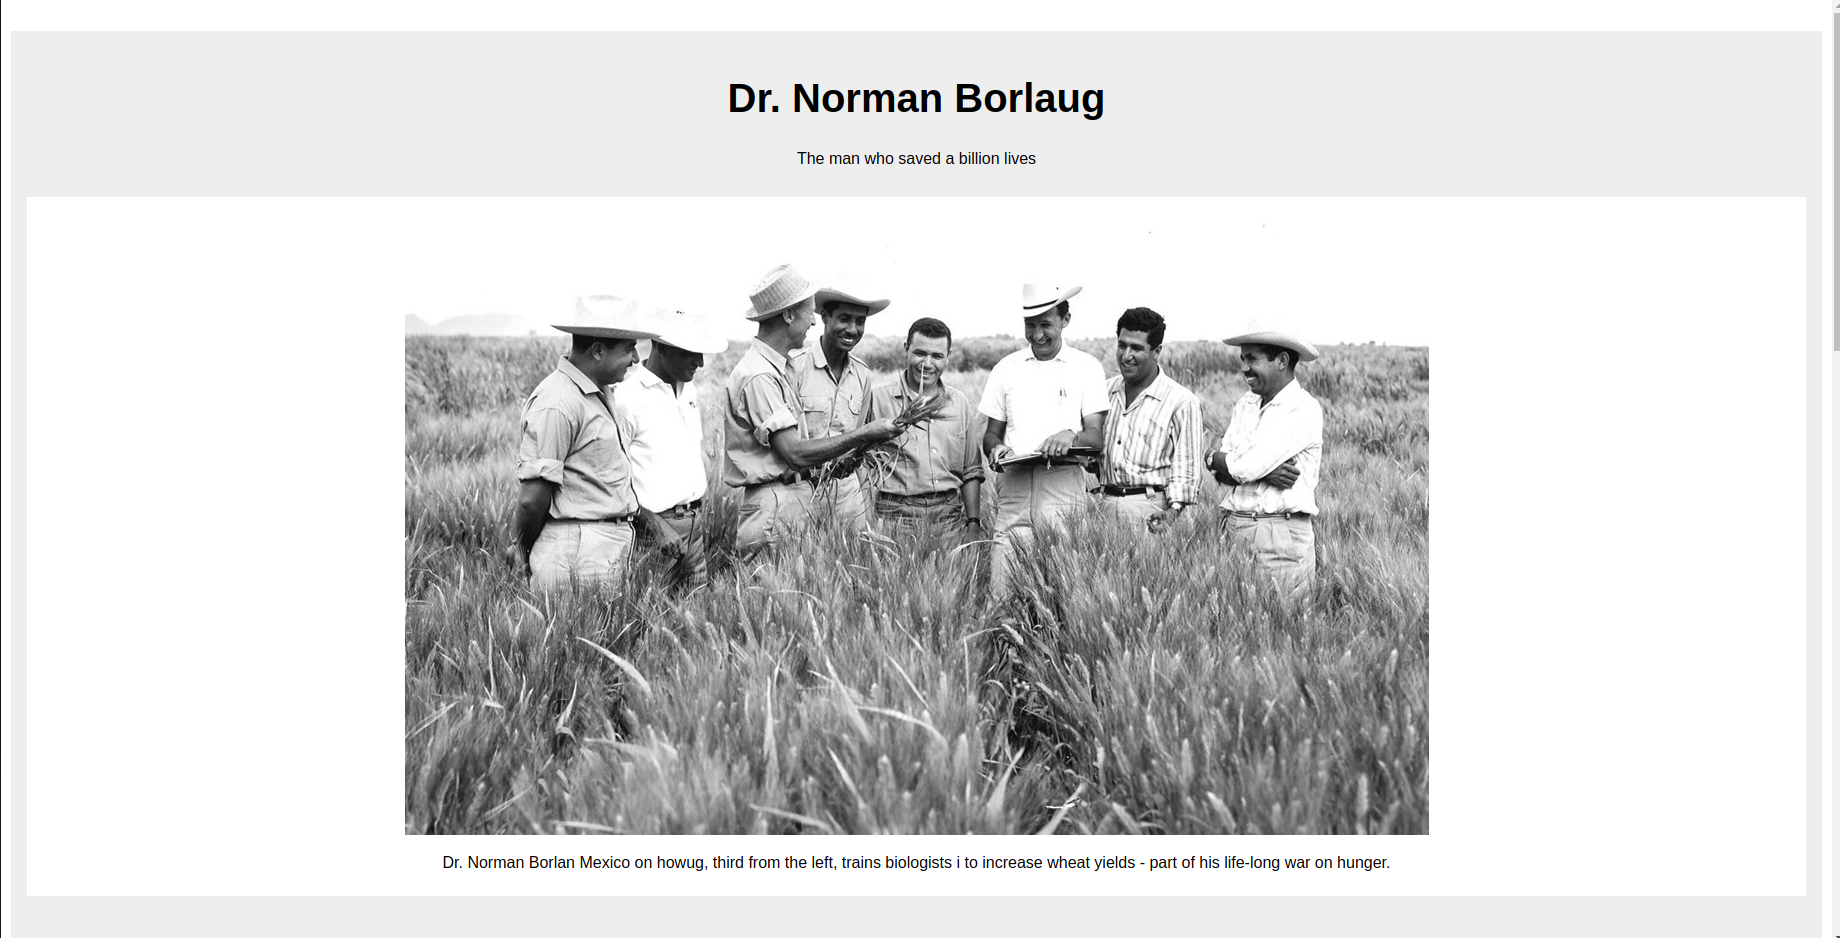 Dr. Norman Borlaug
The man who saved a billion lives
Dr. Norman Borlan Mexico on howug, third from the left, trains biologists i to increase wheat yields - part of his life-long war on hunger.